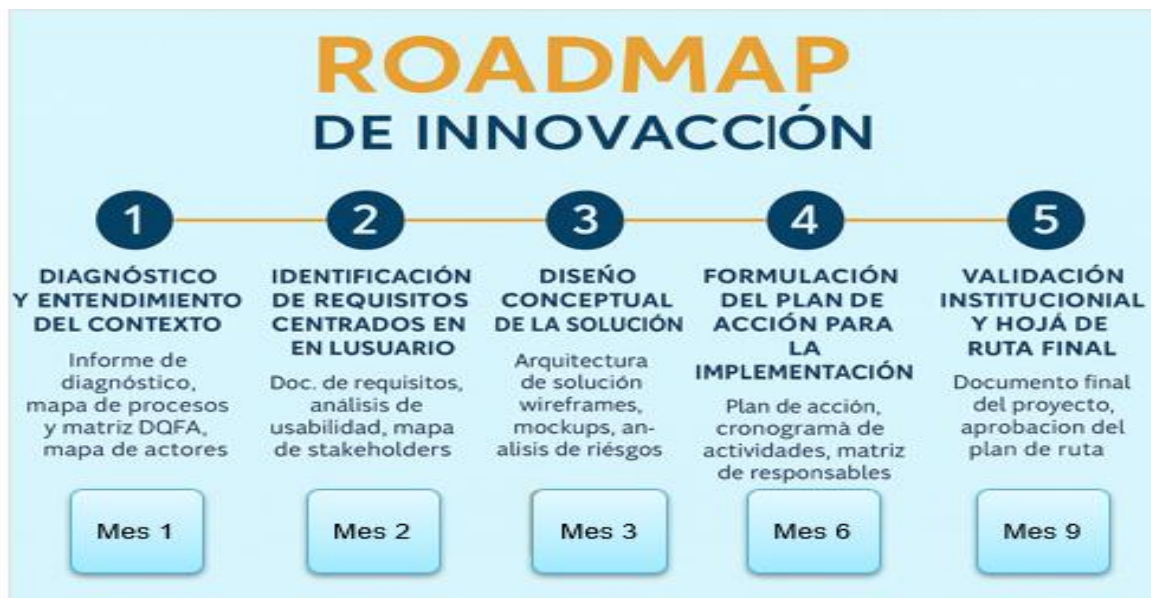 ROADMAP
DE INNOVACCIÓN
1
2
3
4
5
DIAGNÓSTICO
Y ENTENDIMIENTO
DEL CONTEXTO
Informe de
diagnóstico,
mapa de procesos
y matriz DQFA,
mapa de actores
Mes 1
IDENTIFICACIÓN
DE REQUISITOS
CENTRADOS EN
EN LUSUARIO
Doc. de requisitos,
análisis de
usabilidad, mapa
de stakeholders
Mes 2
DISEÑO
CONCEPTUAL
DE LA SOLUCIÓN
Arquitectura
de solución
wireframes,
mockups, an-
alisis de riésgos
Mes 3
FORMULACIÓN
DEL PLAN DE
ACCIÓN PARA
LA
IMPLEMENTACIÓN
Plan de acción,
cronogramà de
actividades, matriz
de responsables
Mes 6
VALIDACIÓN
INSTITUCIONIAL
Y HOJÁ DE
RUTA FINAL
Documento final
del proyecto,
aprobacion del
plan de ruta
Mes 9